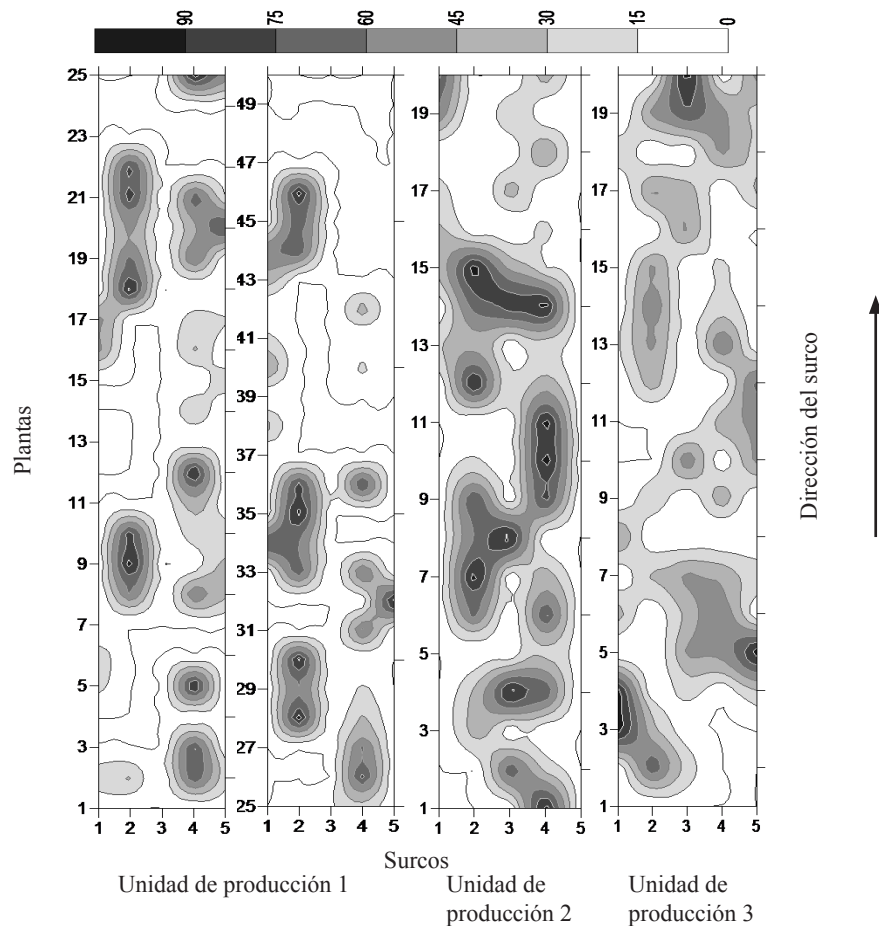 90 75 60 45 30 15 0
25 23 21 19 17 15 13 11 9 7 5 3 1
49 47 45 43 41 39 37 35 33 31 29 27 25
19 17 15 13 11 9 7 5 3 1
19 17 15 13 11 9 7 5 3 1
Plantas
Dirección del surco
1 2 3 4 5
1 2 3 4 5
1 2 3 4 5
1 2 3 4 5
Surcos
Unidad de producción 1
Unidad de
producción 2
Unidad de
producción 3